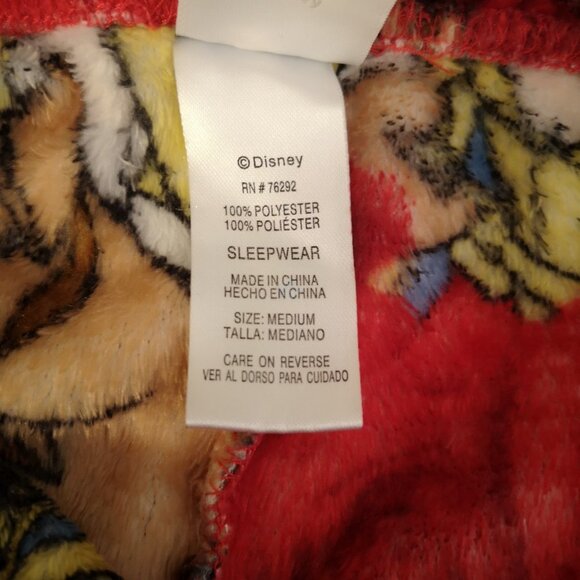 ©Disney
RN # 76292
100% POLYESTER
100% POLIÉSTER
SLEEPWEAR
MADE IN CHINA
HECHO EN CHINA
SIZE: MEDIUM
TALLA: MEDIANO
CARE ON REVERSE
VER AL DORSO PARA CUIDADO